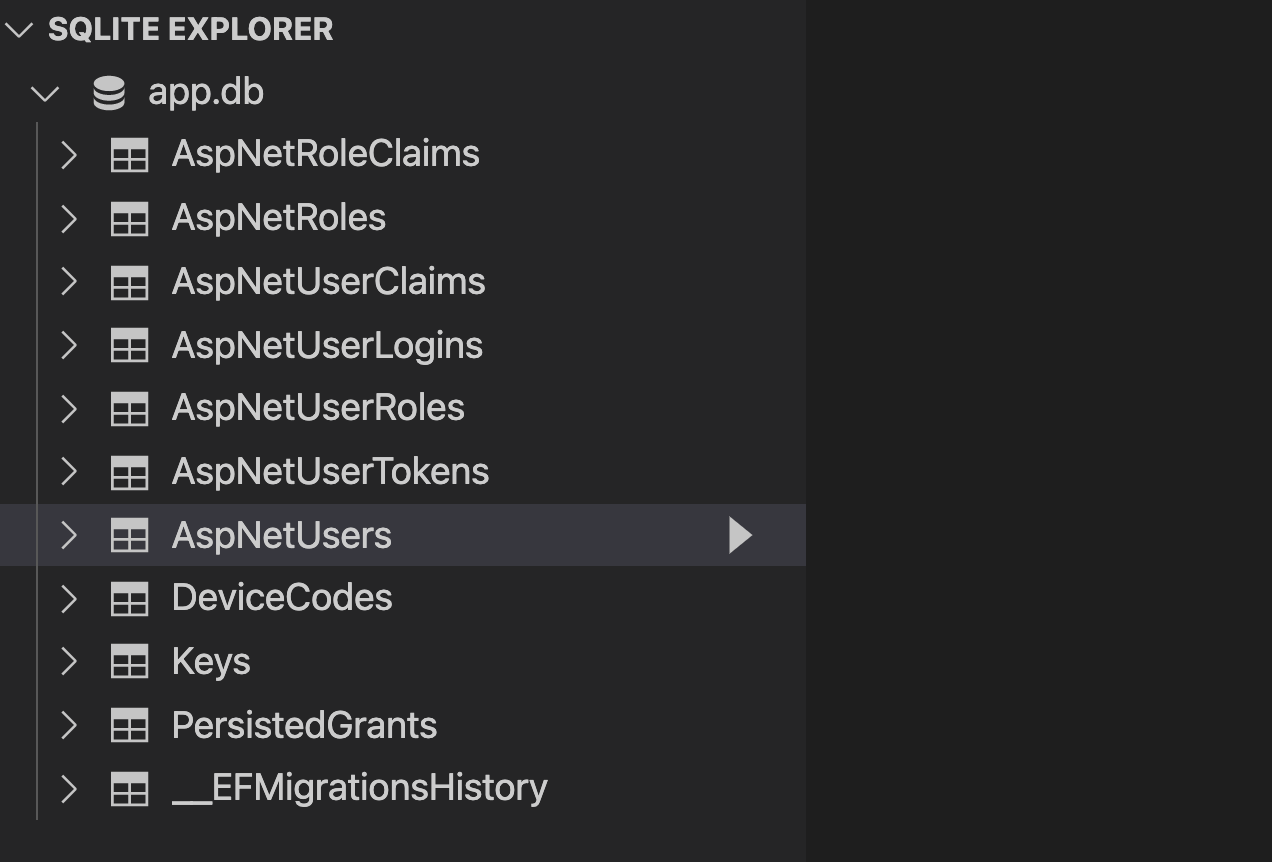 SQLITE EXPLORER
app.db
AspNetRoleClaims
AspNetRoles
AspNetUserClaims
AspNetUserLogins
AspNetUserRoles
AspNetUserTokens
AspNetUsers
DeviceCodes
Keys
PersistedGrants
__EFMigrationsHistory